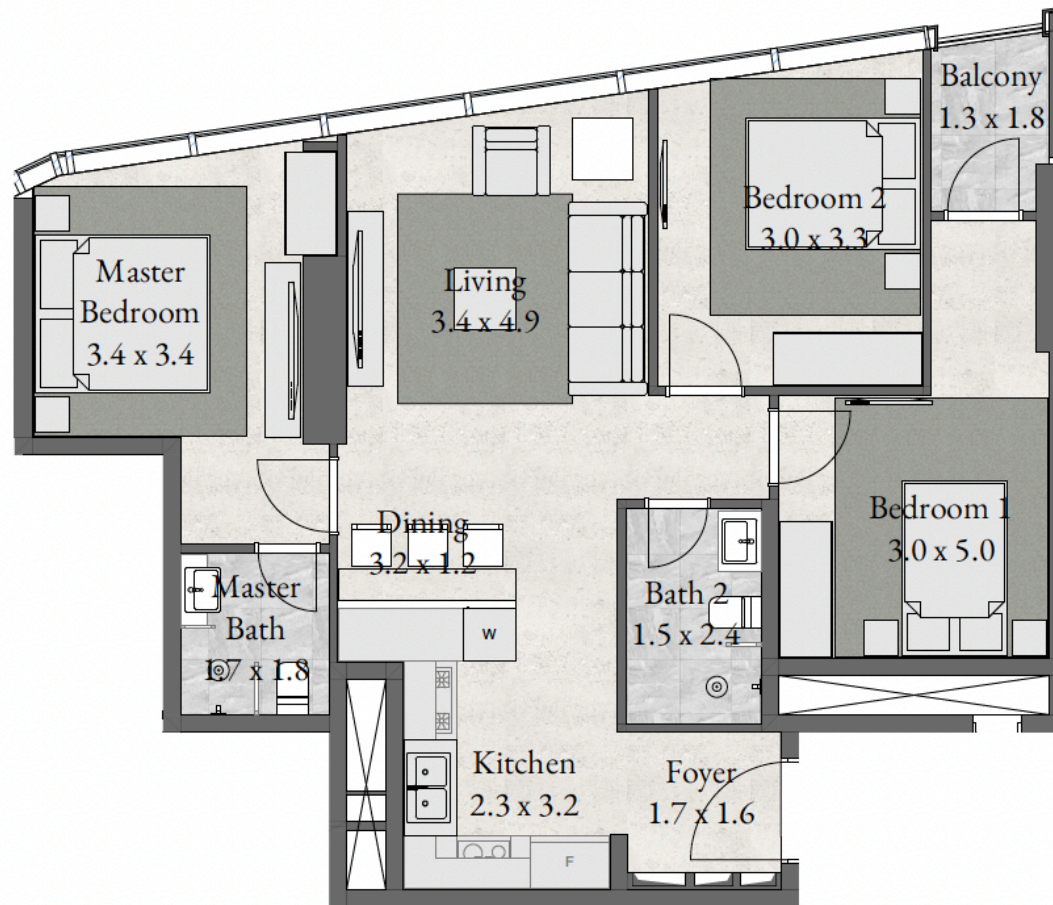 Balcony
1.3 x 1.8
Bedroom 2
3.0 x 3.3
Master
Bedroom
3.4 x 3.4
Living
3.4 x 4.9
Bedroom 1
3.0 x 5.0
Dining
3.2 x 1.2
Master
Bath
1.7 x 1.8
Bath 2
1.5 x 2.4
W
Kitchen
2.3 x 3.2
Foyer
1.7 x 1.6
F